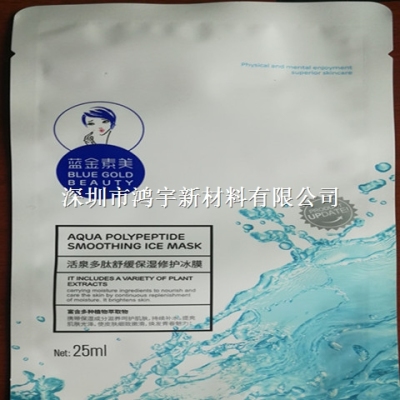 Physical and mental enjoyment
superior skincare
蓝金素美
BLUE GOLD
BEAUTY
深圳市鸿宇新材料有限公司
UPDATE
AQUA POLYPEPTIDE
SMOOTHING ICE MASK
活泉多肽舒缓保湿修护冰膜
IT INCLUDES A VARIETY OF PLANT
EXTRACTS
carrying moisture ingredients to nourish and
care the skin by continuous replenishment
of moisture. It brightens skin.
富含多种植物萃取物
Net: 25ml